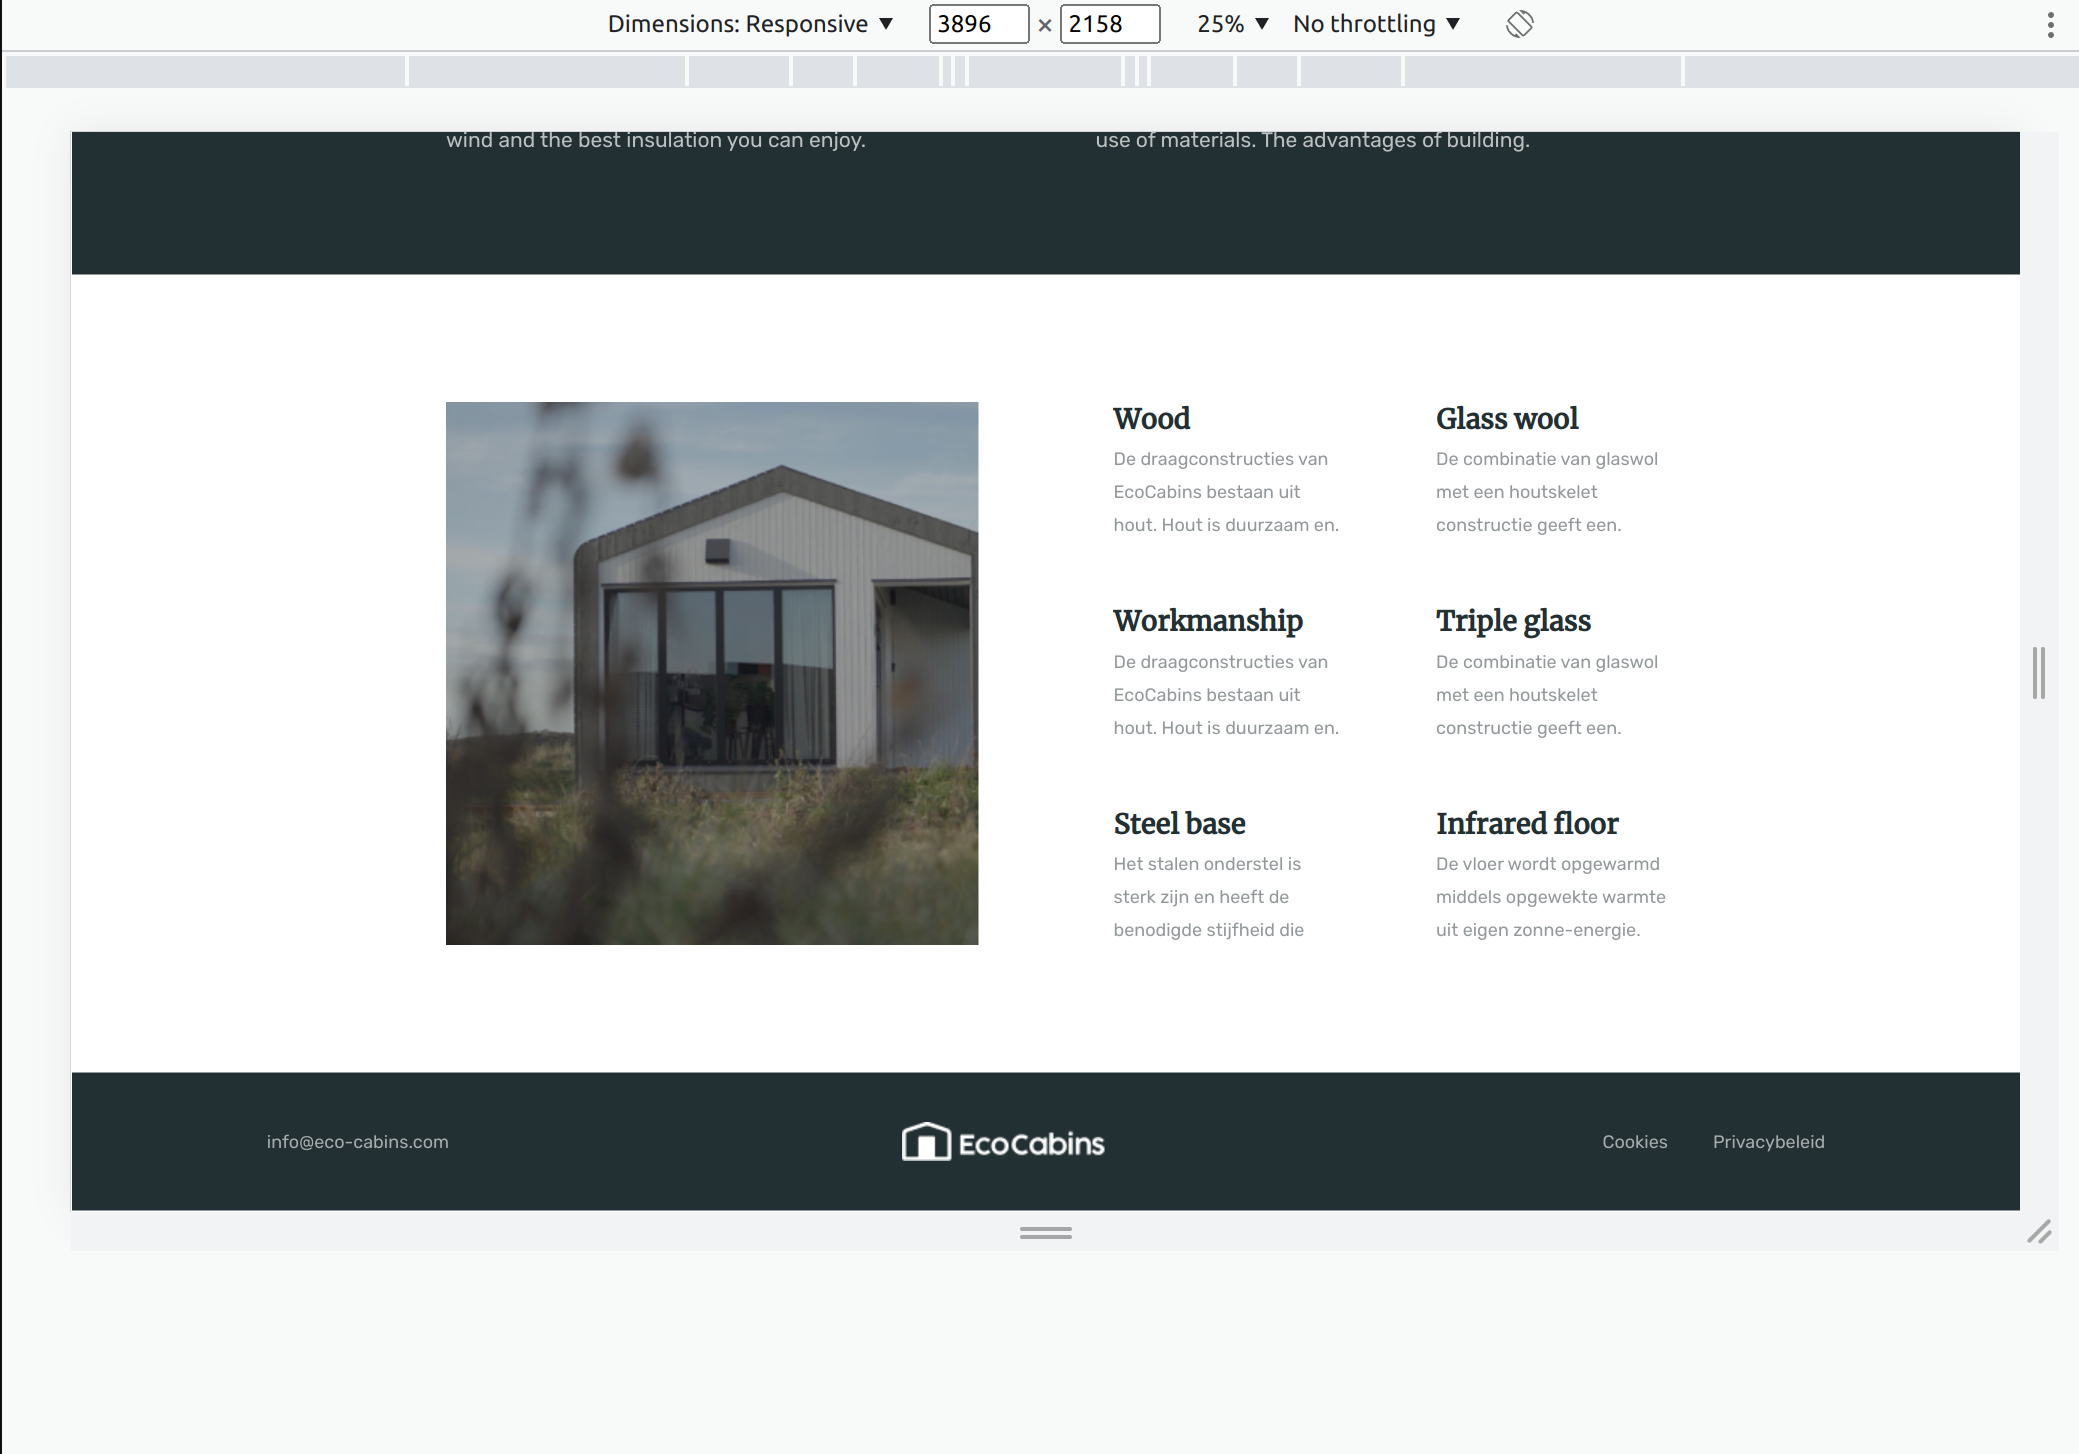 Dimensions: Responsive ▼ 3896 × 2158 25% ▼ No throttling ▼
wind and the best insulation you can enjoy.
use of materials. The advantages of building.
Wood
De draagconstructies van
EcoCabins bestaan uit
hout. Hout is duurzaam en.
Glass wool
De combinatie van glaswol
met een houtskelet
constructie geeft een.
Workmanship
De draagconstructies van
EcoCabins bestaan uit
hout. Hout is duurzaam en.
Triple glass
De combinatie van glaswol
met een houtskelet
constructie geeft een.
Steel base
Het stalen onderstel is
sterk zijn en heeft de
benodigde stijfheid die
Infrared floor
De vloer wordt opgewarmd
middels opgewekte warmte
uit eigen zonne-energie.
info@eco-cabins.com
EcoCabins
Cookies Privacybeleid